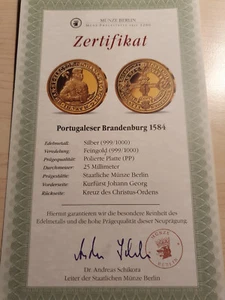 MÜNZE BERLIN
Zertifikat
Portugaleser Brandenburg 1584
Edelmetall: Silber (999/1000)
Veredelung: Feingold (999/1000)
Prägequalität: Polierte Platte (PP)
Durchmesser: 25 Millimeter
Prägestätte: Staatliche Münze Berlin
Vorderseite: Kurfürst Johann Georg
Rückseite: Kreuz des Christus-Ordens
Hiermit garantieren wir die besondere Reinheit des
Edelmetalls und die hohe Prägequalität dieser Neuprägung
Dr. Andreas Schikora
Leiter der Staatlichen Münze Berlin
MÜNZE
BERLIN